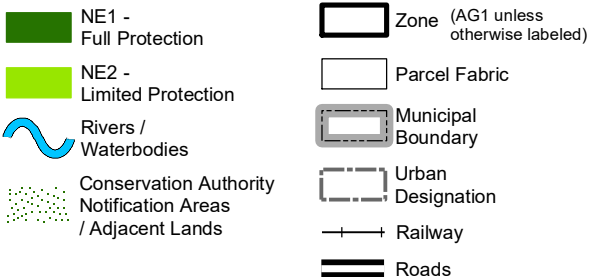 NE1 -
Full Protection
NE2 -
Limited Protection
Rivers /
Waterbodies
Conservation Authority
Notification Areas
/ Adjacent Lands
Zone (AG1 unless
otherwise labeled)
Parcel Fabric
Municipal
Boundary
Urban
Designation
Railway
Roads